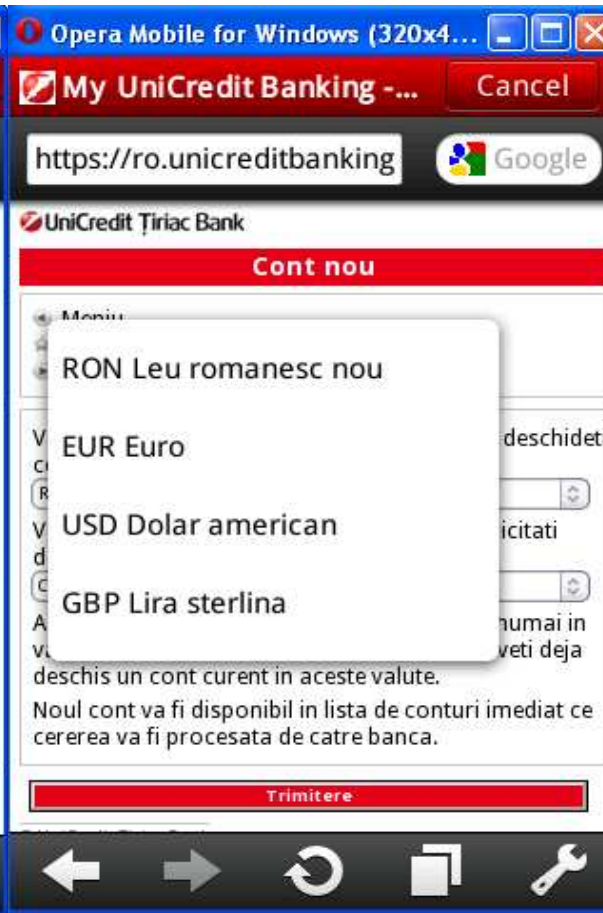 Opera Mobile for Windows (320x4...
My UniCredit Banking -...
Cancel
https://ro.unicreditbanking
Google
UniCredit Țiriac Bank
Cont nou
Meniu
RON Leu romanesc nou
EUR Euro
USD Dolar american
GBP Lira sterlina
deschidet
icitati
numai in
veti deja
deschis un cont curent in aceste valute.
Noul cont va fi disponibil in lista de conturi imediat ce
cererea va fi procesata de catre banca.
Trimitere